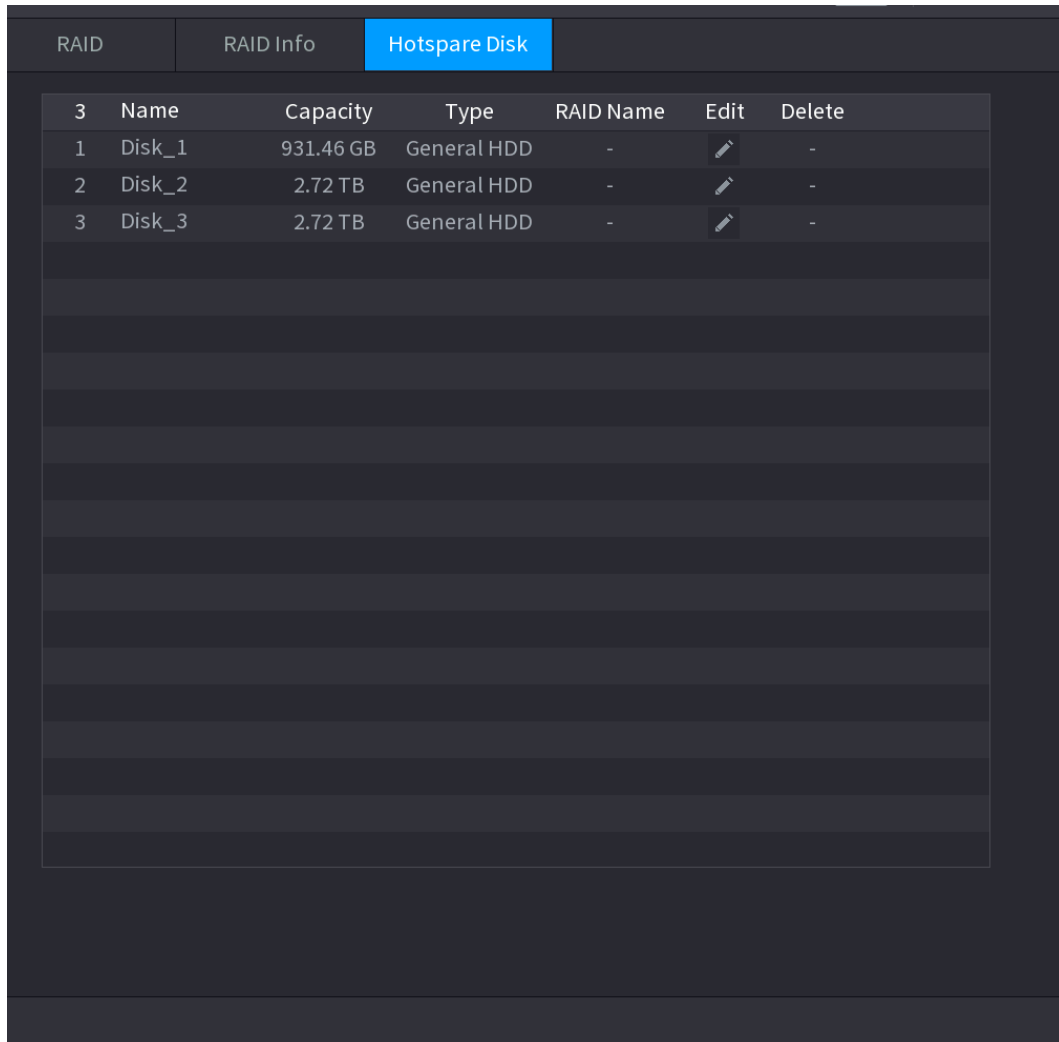 RAID RAID Info Hotspare Disk
3 Name Capacity Type RAID Name Edit Delete
1 Disk_1 931.46 GB General HDD - -
2 Disk_2 2.72 TB General HDD - -
3 Disk_3 2.72 TB General HDD - -